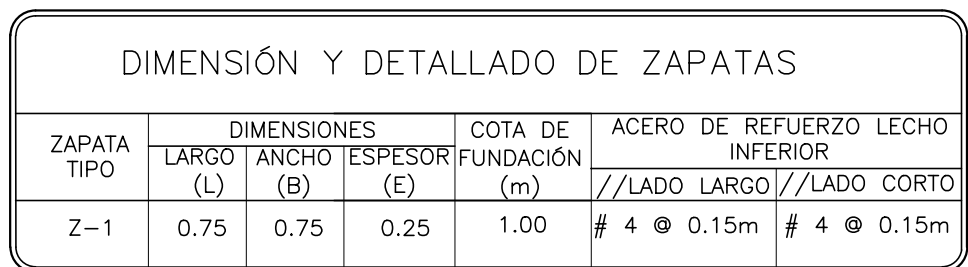 DIMENSIÓN Y DETALLADO DE ZAPATAS
ZAPATA TIPO
DIMENSIONES
LARGO (L)
ANCHO (B)
ESPESOR (E)
COTA DE FUNDACIÓN (m)
ACERO DE REFUERZO LECHO INFERIOR
//LADO LARGO
//LADO CORTO
Z-1 0.75 0.75 0.25 1.00 # 4 @ 0.15m # 4 @ 0.15m